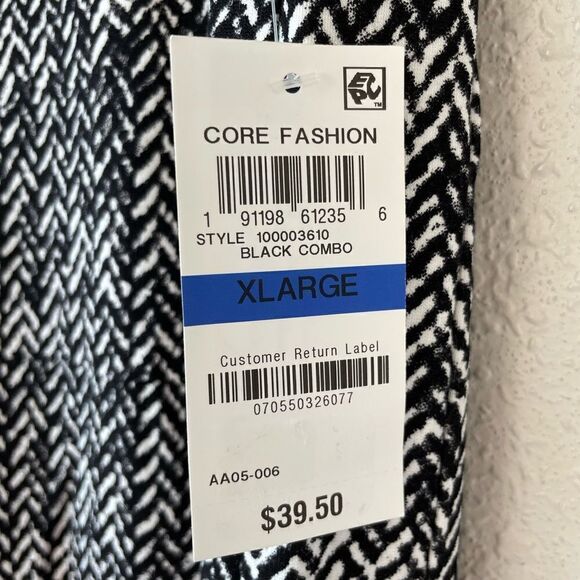 EZPC™
CORE FASHION
1 91198 61235 6
STYLE 100003610
BLACK COMBO
XLARGE
Customer Return Label
070550326077
AA05-006
$39.50